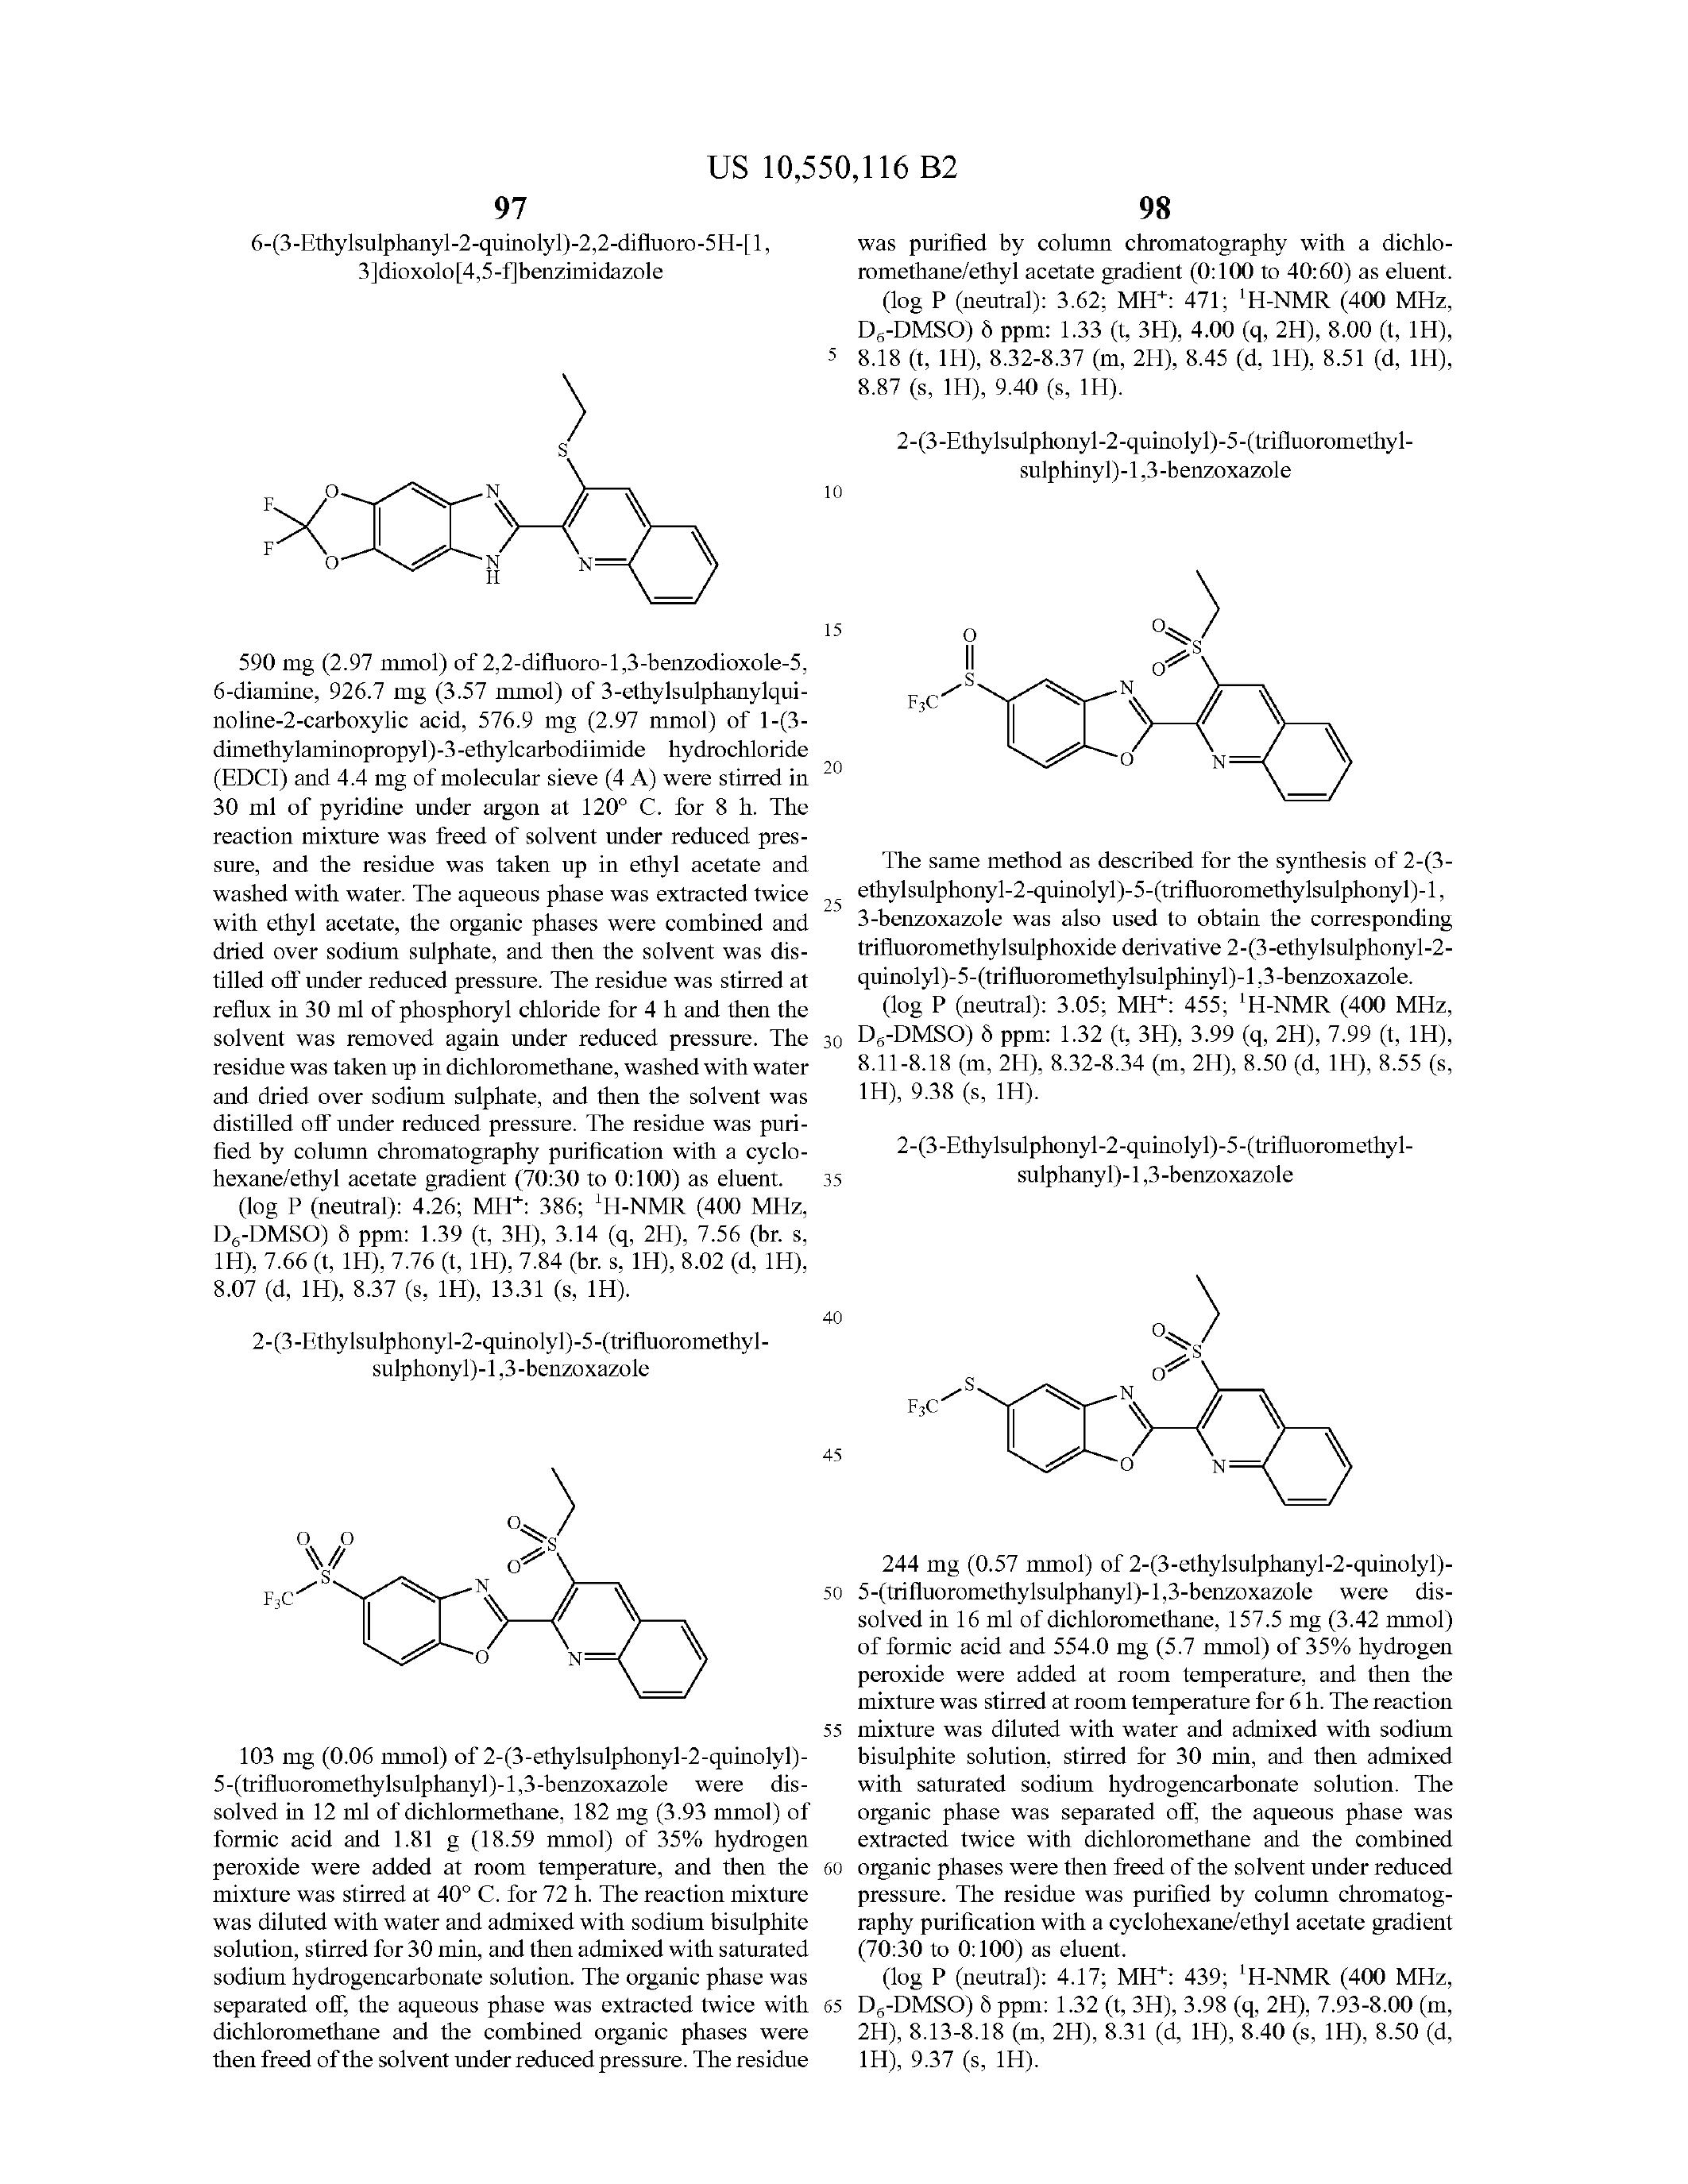 US 10,550,116 B2
97
6-(3-Ethylsulphanyl-2-quinolyl)-2,2-difluoro-5H-[1,
3]dioxolo[4,5-f]benzimidazole
S
O
N
F
F
O
N
H
N
590 mg (2.97 mmol) of 2,2-difluoro-1,3-benzodioxole-5,
6-diamine, 926.7 mg (3.57 mmol) of 3-ethylsulphanylqui-
noline-2-carboxylic acid, 576.9 mg (2.97 mmol) of 1-(3-
dimethylaminopropyl)-3-ethylcarbodiimide hydrochloride
(EDCI) and 4.4 mg of molecular sieve (4 A) were stirred in
30 ml of pyridine under argon at 120° C. for 8 h. The
reaction mixture was freed of solvent under reduced pres-
sure, and the residue was taken up in ethyl acetate and
washed with water. The aqueous phase was extracted twice
with ethyl acetate, the organic phases were combined and
dried over sodium sulphate, and then the solvent was dis-
tilled off under reduced pressure. The residue was stirred at
reflux in 30 ml of phosphoryl chloride for 4 h and then the
solvent was removed again under reduced pressure. The
residue was taken up in dichloromethane, washed with water
and dried over sodium sulphate, and then the solvent was
distilled off under reduced pressure. The residue was puri-
fied by column chromatography purification with a cyclo-
hexane/ethyl acetate gradient (70:30 to 0:100) as eluent.
(log P (neutral): 4.26; MH⁺: 386; ¹H-NMR (400 MHz,
D₆-DMSO) δ ppm: 1.39 (t, 3H), 3.14 (q, 2H), 7.56 (br. s,
1H), 7.66 (t, 1H), 7.76 (t, 1H), 7.84 (br. s, 1H), 8.02 (d, 1H),
8.07 (d, 1H), 8.37 (s, 1H), 13.31 (s, 1H).
2-(3-Ethylsulphonyl-2-quinolyl)-5-(trifluoromethyl-
sulphonyl)-1,3-benzoxazole
O
O O
S
O
S
N
F₃C
O
N
103 mg (0.06 mmol) of 2-(3-ethylsulphonyl-2-quinolyl)-
5-(trifluoromethylsulphanyl)-1,3-benzoxazole were dis-
solved in 12 ml of dichlormethane, 182 mg (3.93 mmol) of
formic acid and 1.81 g (18.59 mmol) of 35% hydrogen
peroxide were added at room temperature, and then the
mixture was stirred at 40° C. for 72 h. The reaction mixture
was diluted with water and admixed with sodium bisulphite
solution, stirred for 30 min, and then admixed with saturated
sodium hydrogencarbonate solution. The organic phase was
separated off, the aqueous phase was extracted twice with
dichloromethane and the combined organic phases were
then freed of the solvent under reduced pressure. The residue
5
10
15
20
25
30
35
40
45
50
55
60
65
98
was purified by column chromatography with a dichlo-
romethane/ethyl acetate gradient (0:100 to 40:60) as eluent.
(log P (neutral): 3.62; MH⁺: 471; ¹H-NMR (400 MHz,
D₆-DMSO) δ ppm: 1.33 (t, 3H), 4.00 (q, 2H), 8.00 (t, 1H),
8.18 (t, 1H), 8.32-8.37 (m, 2H), 8.45 (d, 1H), 8.51 (d, 1H),
8.87 (s, 1H), 9.40 (s, 1H).
2-(3-Ethylsulphonyl-2-quinolyl)-5-(trifluoromethyl-
sulphinyl)-1,3-benzoxazole
O
O
S
O
S
N
F₃C
O
N
The same method as described for the synthesis of 2-(3-
ethylsulphonyl-2-quinolyl)-5-(trifluoromethylsulphonyl)-1,
3-benzoxazole was also used to obtain the corresponding
trifluoromethylsulphoxide derivative 2-(3-ethylsulphonyl-2-
quinolyl)-5-(trifluoromethylsulphinyl)-1,3-benzoxazole.
(log P (neutral): 3.05; MH⁺: 455; ¹H-NMR (400 MHz,
D₆-DMSO) δ ppm: 1.32 (t, 3H), 3.99 (q, 2H), 7.99 (t, 1H),
8.11-8.18 (m, 2H), 8.32-8.34 (m, 2H), 8.50 (d, 1H), 8.55 (s,
1H), 9.38 (s, 1H).
2-(3-Ethylsulphonyl-2-quinolyl)-5-(trifluoromethyl-
sulphanyl)-1,3-benzoxazole
O
S
O
S
N
F₃C
O
N
244 mg (0.57 mmol) of 2-(3-ethylsulphanyl-2-quinolyl)-
5-(trifluoromethylsulphanyl)-1,3-benzoxazole were dis-
solved in 16 ml of dichloromethane, 157.5 mg (3.42 mmol)
of formic acid and 554.0 mg (5.7 mmol) of 35% hydrogen
peroxide were added at room temperature, and then the
mixture was stirred at room temperature for 6 h. The reaction
mixture was diluted with water and admixed with sodium
bisulphite solution, stirred for 30 min, and then admixed
with saturated sodium hydrogencarbonate solution. The
organic phase was separated off, the aqueous phase was
extracted twice with dichloromethane and the combined
organic phases were then freed of the solvent under reduced
pressure. The residue was purified by column chromatog-
raphy purification with a cyclohexane/ethyl acetate gradient
(70:30 to 0:100) as eluent.
(log P (neutral): 4.17; MH⁺: 439; ¹H-NMR (400 MHz,
D₆-DMSO) δ ppm: 1.32 (t, 3H), 3.98 (q, 2H), 7.93-8.00 (m,
2H), 8.13-8.18 (m, 2H), 8.31 (d, 1H), 8.40 (s, 1H), 8.50 (d,
1H), 9.37 (s, 1H).